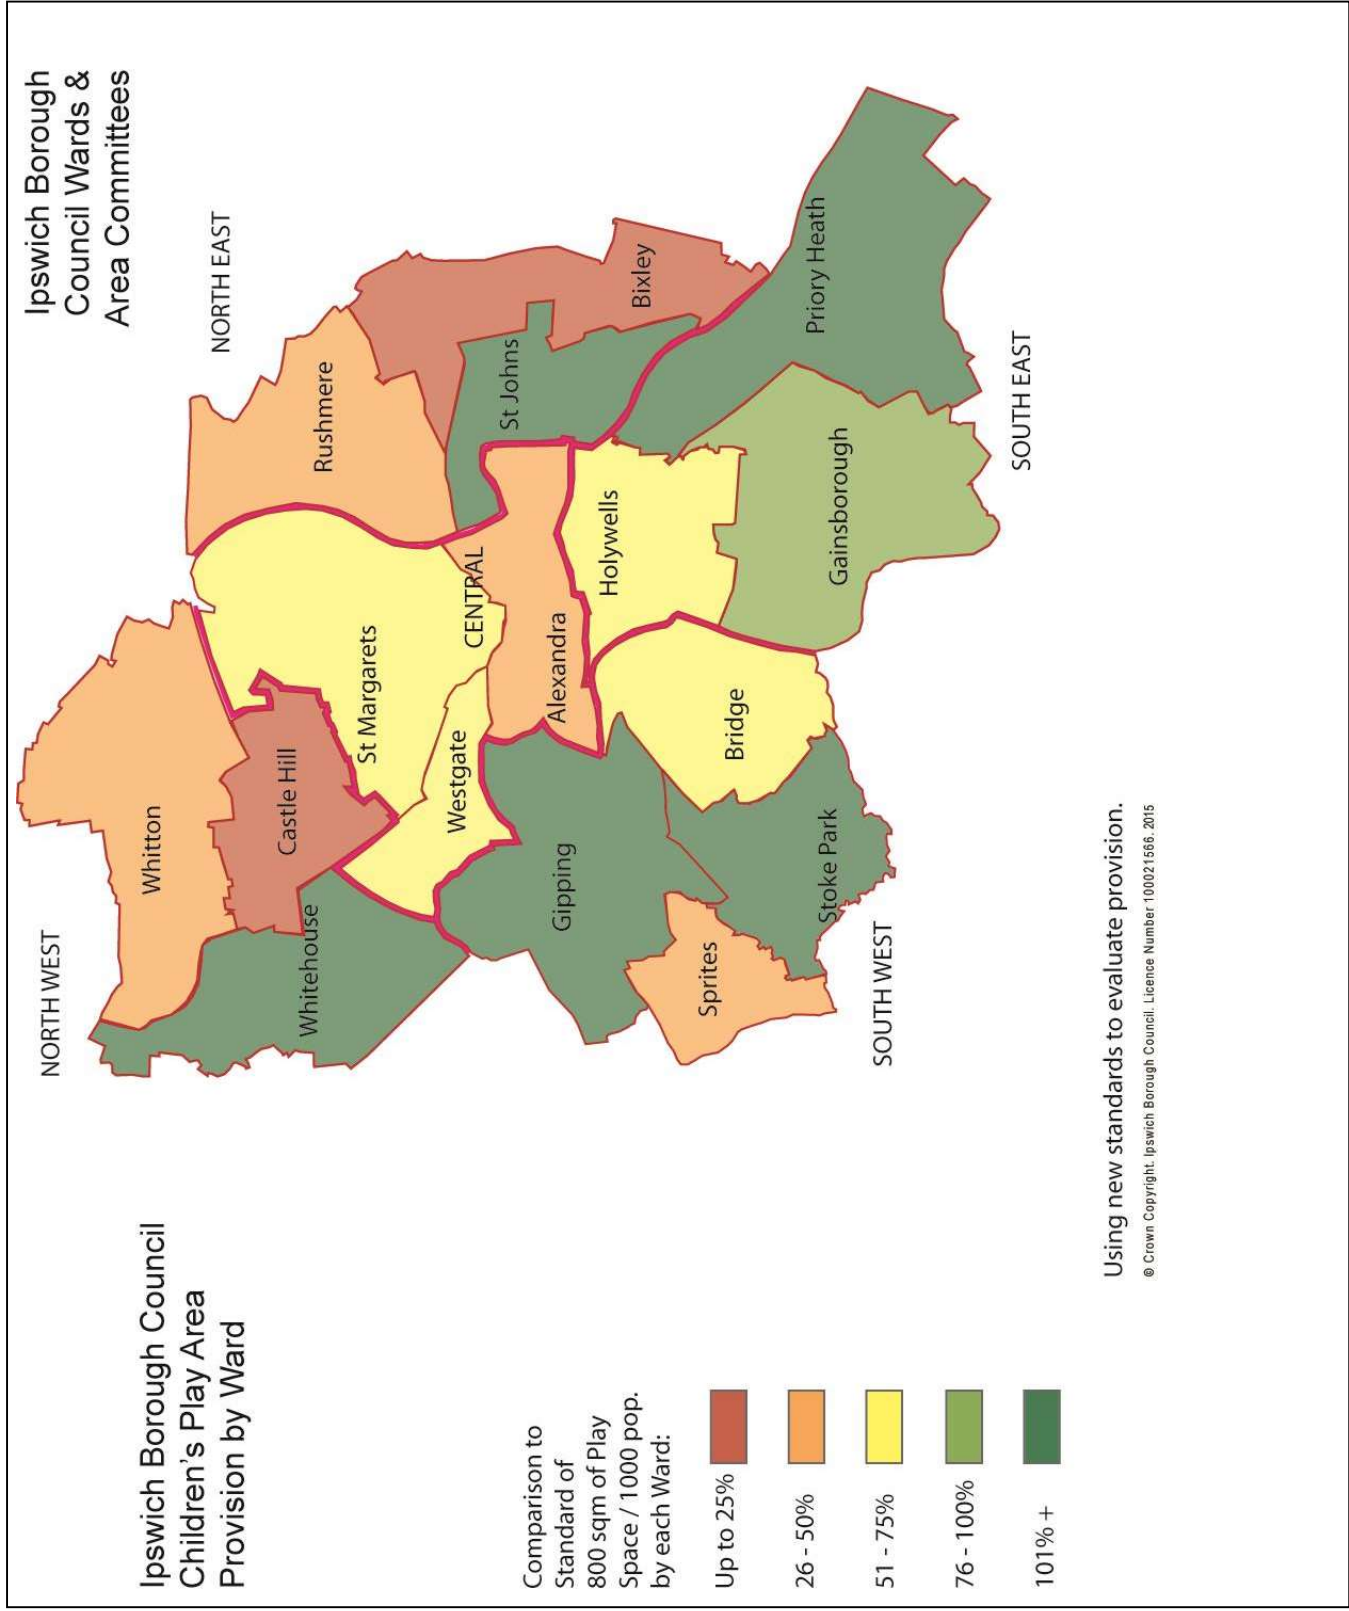 Ipswich Borough Council
Children's Play Area
Provision by Ward
Ipswich Borough
Council Wards &
Area Committees
NORTH WEST
NORTH EAST
Whitton
Rushmere
Castle Hill
Whitehouse
St Margarets
CENTRAL
Westgate
St Johns
Alexandra
Gipping
Holywells
Bixley
Sprites
Bridge
Stoke Park
Priory Heath
Gainsborough
SOUTH WEST
SOUTH EAST
Comparison to
Standard of
800 sqm of Play
Space / 1000 pop.
by each Ward:
Up to 25%
26 - 50%
51 - 75%
76 - 100%
101% +
Using new standards to evaluate provision.
© Crown Copyright. Ipswich Borough Council. Licence Number 100021566. 2015